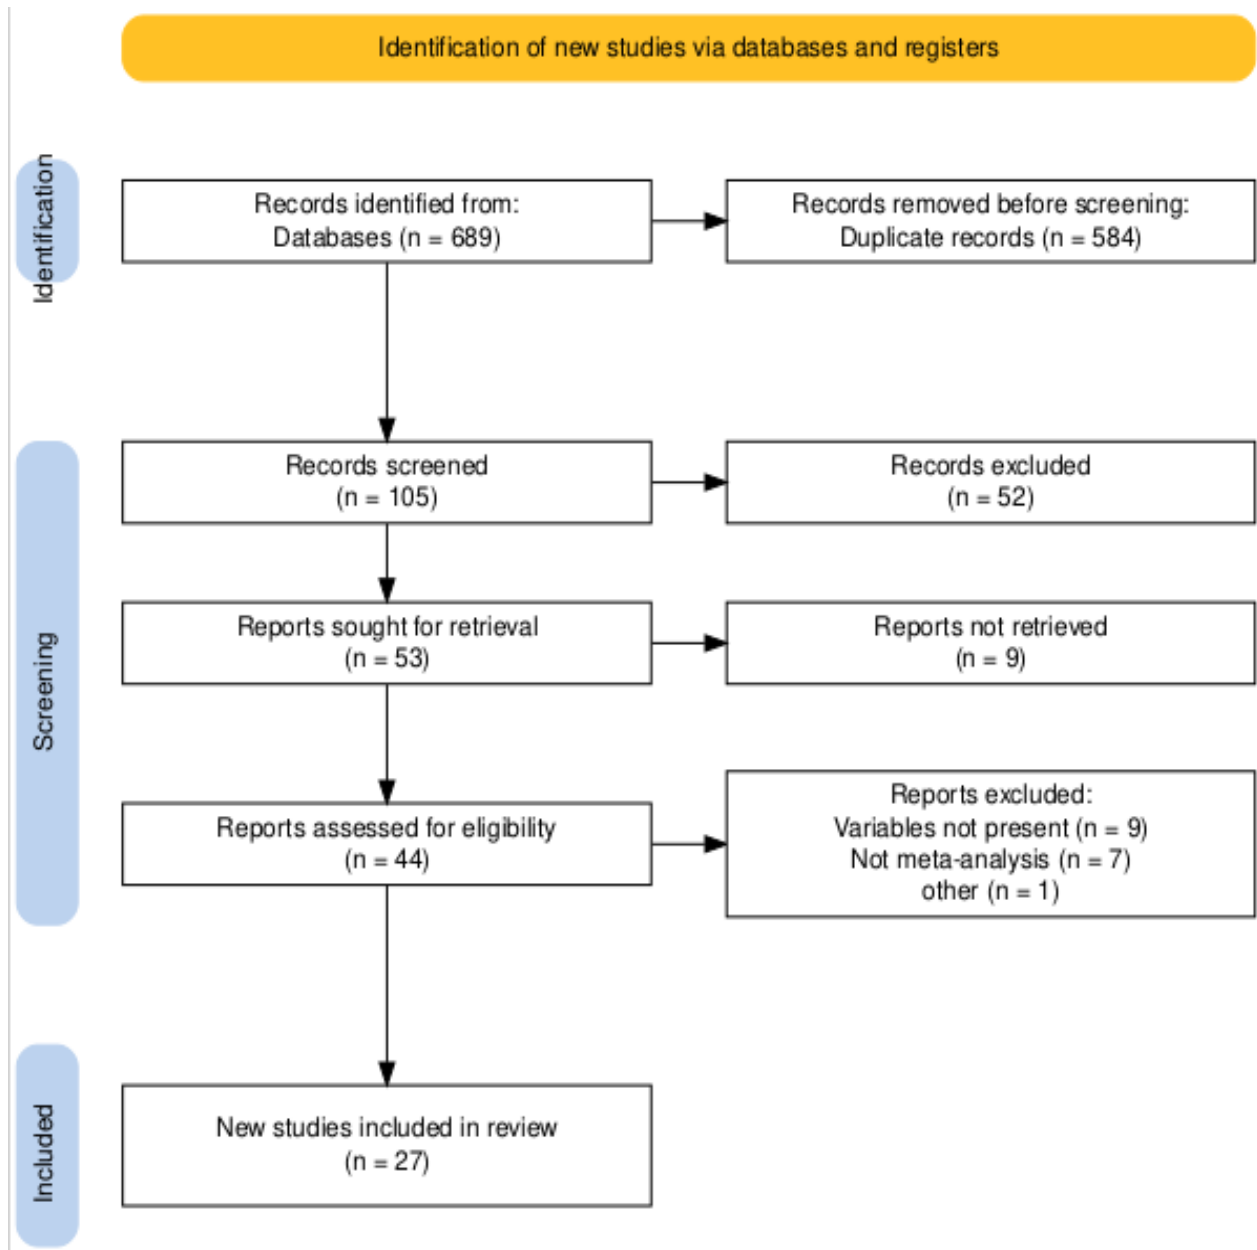 Identification of new studies via databases and registers
Identification
Records identified from:
Databases (n = 689)
Records removed before screening:
Duplicate records (n = 584)
Screening
Records screened
(n = 105)
Records excluded
(n = 52)
Reports sought for retrieval
(n = 53)
Reports not retrieved
(n = 9)
Reports assessed for eligibility
(n = 44)
Reports excluded:
Variables not present (n = 9)
Not meta-analysis (n = 7)
other (n = 1)
Included
New studies included in review
(n = 27)